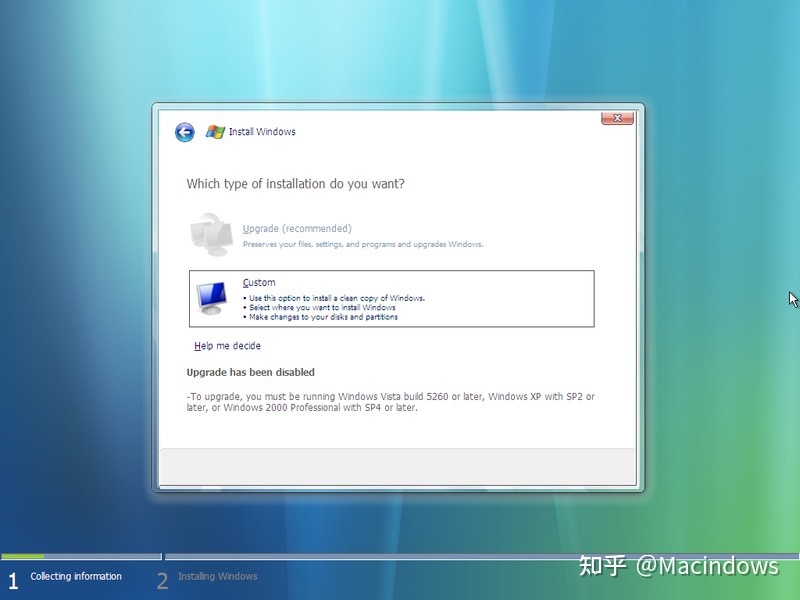 Install Windows
Which type of installation do you want?
Upgrade (recommended)
Preserves your files, settings, and programs and upgrades Windows.
Custom
• Use this option to install a clean copy of Windows.
• Select where you want to install Windows
• Make changes to your disks and partitions
Help me decide
Upgrade has been disabled
-To upgrade, you must be running Windows Vista build 5260 or later, Windows XP with SP2 or
later, or Windows 2000 Professional with SP4 or later.
1 Collecting information 2 Installing Windows
知乎 @Macindows